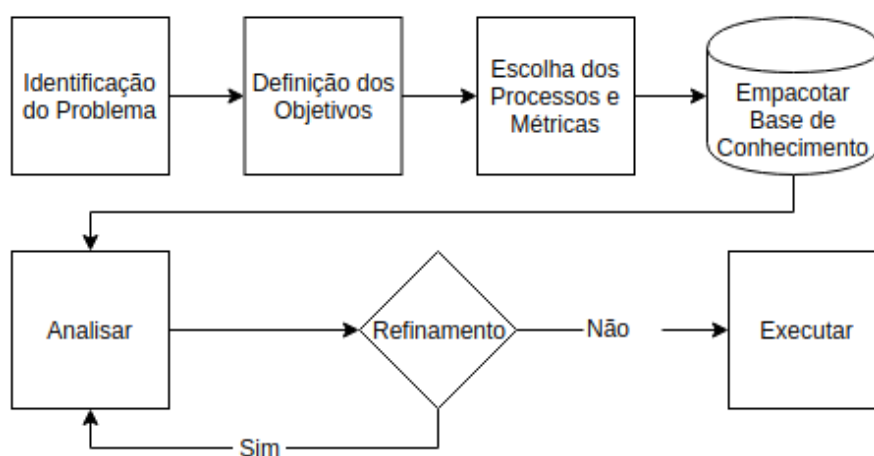 Identificação
do Problema
Definição dos
Objetivos
Escolha dos
Processos e
Métricas
Empacotar
Base de
Conhecimento
Analisar
Refinamento
Não
Executar
Sim